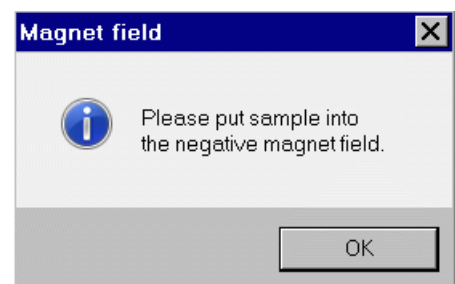 Magnet field
Please put sample into
the negative magnet field.
OK